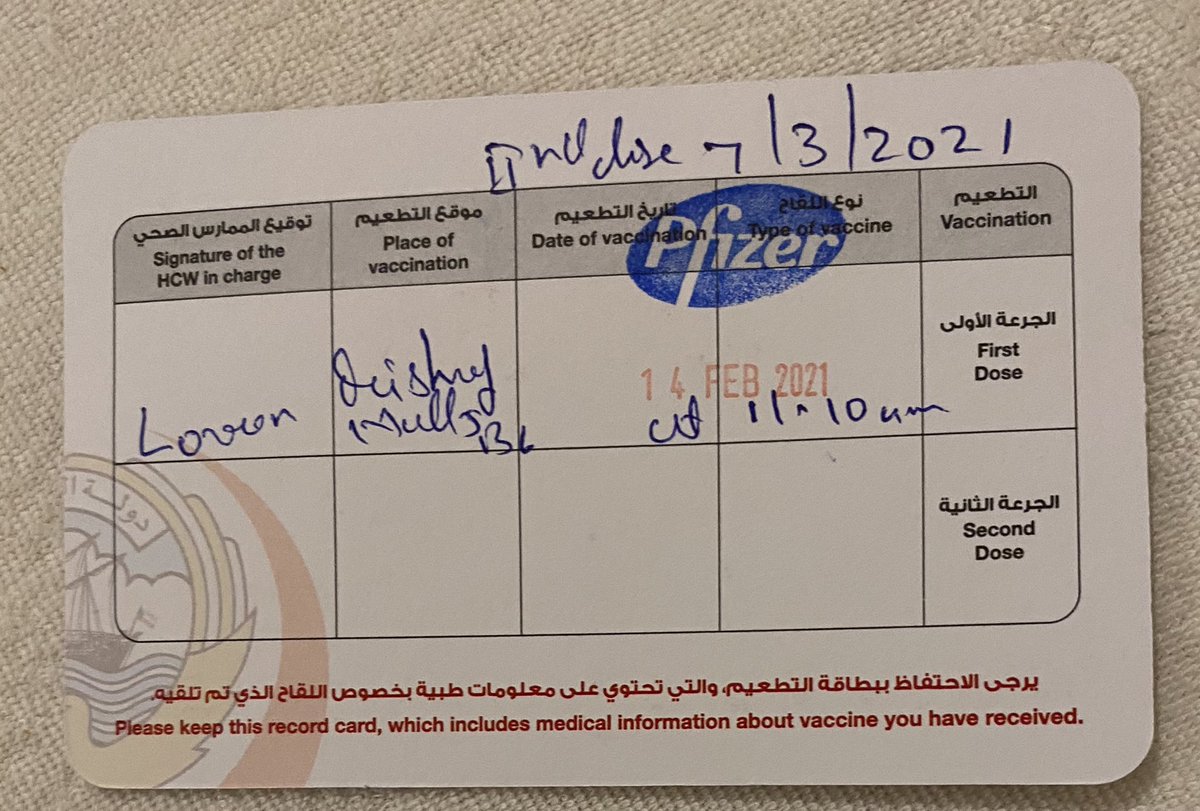 IInd dose 7/3/2021
التطعيم
Vaccination
نوع اللقاح
Type of vaccine
تاريخ التطعيم
Date of vaccination
موقع التطعيم
Place of
vaccination
توقيع الممارس الصحي
Signature of the
HCW in charge
Pfizer
الجرعة الأولى
First
Dose
14 FEB 2021
at 11:10 am
الجرعة الثانية
Second
Dose
دولة
يرجى الاحتفاظ ببطاقة التطعيم، والتي تحتوي على معلومات طبية بخصوص اللقاح الذي تم تلقيه.
Please keep this record card, which includes medical information about vaccine you have received.